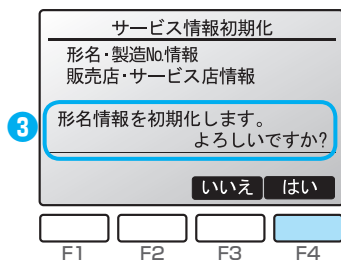 サービス情報初期化
形名・製造No.情報
販売店・サービス店情報
3
形名情報を初期化します。
よろしいですか?
いいえ はい
F1 F2 F3 F4